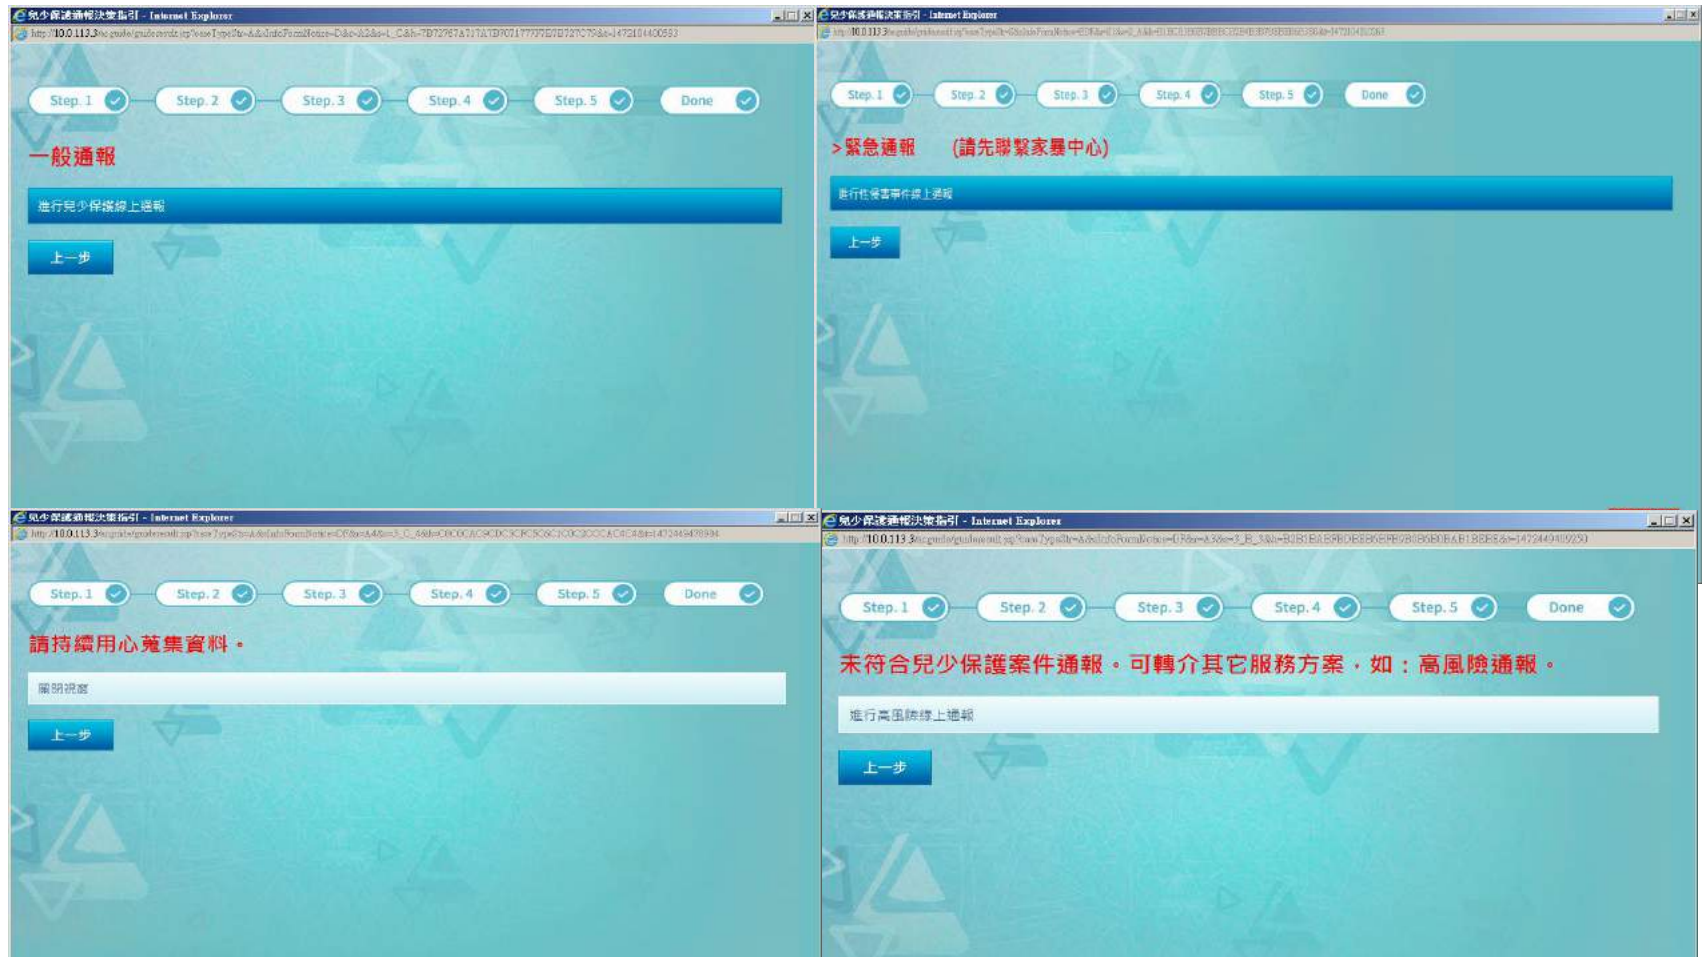 兒少保護通報決策指引 - Internet Explorer
Step. 1
Step. 2
Step. 3
Step. 4
Step. 5
Done
一般通報
進行兒少保護線上通報
上一步
兒少保護通報決策指引 - Internet Explorer
Step. 1
Step. 2
Step. 3
Step. 4
Step. 5
Done
>緊急通報 (請先聯繫家暴中心)
進行性侵害事件線上通報
上一步
兒少保護通報決策指引 - Internet Explorer
Step. 1
Step. 2
Step. 3
Step. 4
Step. 5
Done
請持續用心蒐集資料。
關閉視窗
上一步
兒少保護通報決策指引 - Internet Explorer
Step. 1
Step. 2
Step. 3
Step. 4
Step. 5
Done
未符合兒少保護案件通報。可轉介其它服務方案，如：高風險通報。
進行高風險線上通報
上一步